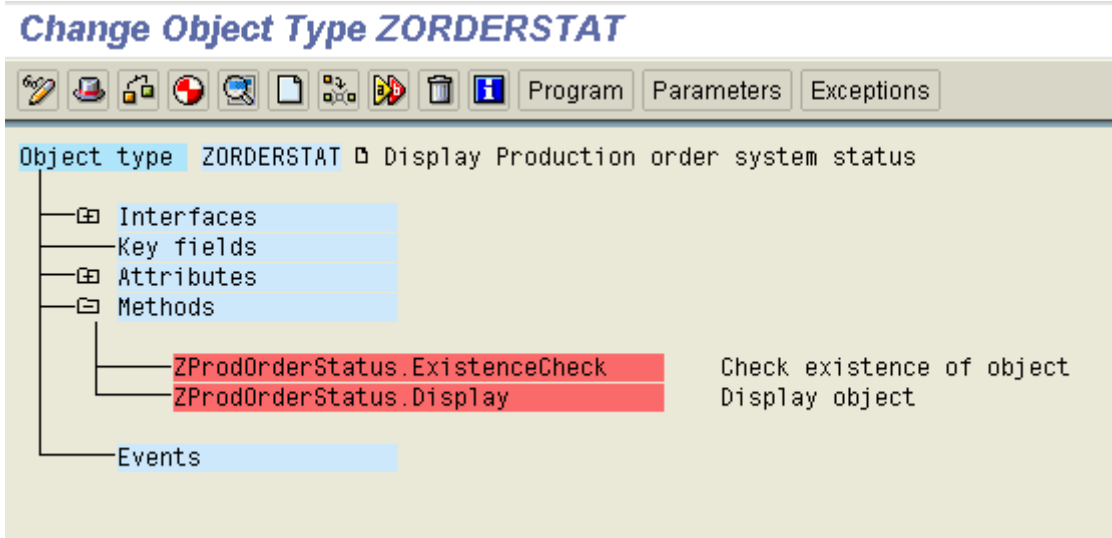 Change Object Type ZORDERSTAT
Program Parameters Exceptions
Object type ZORDERSTAT Display Production order system status
Interfaces
Key fields
Attributes
Methods
ZProdOrderStatus.ExistenceCheck Check existence of object
ZProdOrderStatus.Display Display object
Events